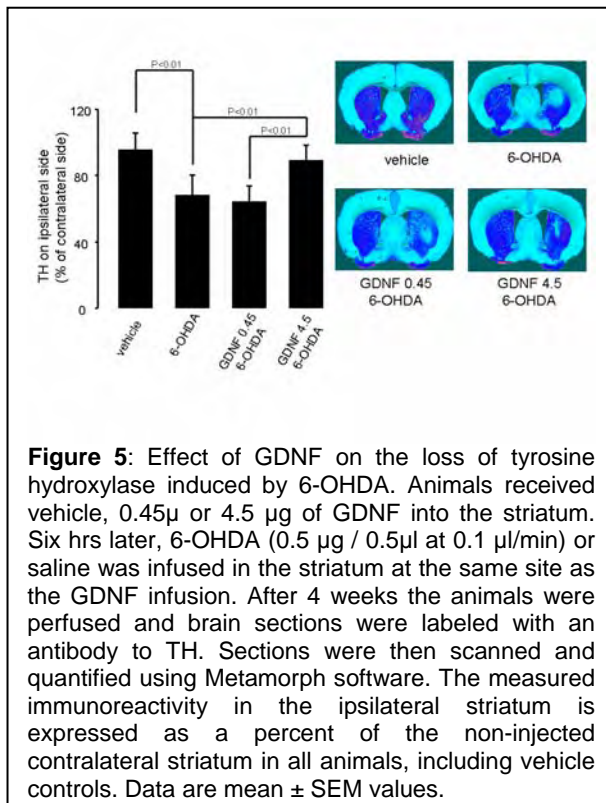 P<0.01
P<0.01
P<0.01
120
80
40
0
TH on ipsilateral side
(% of contralateral side)
vehicle
6-OHDA
GDNF 0.45
6-OHDA
GDNF 4.5
6-OHDA
vehicle
6-OHDA
GDNF 0.45
6-OHDA
GDNF 4.5
6-OHDA
Figure 5: Effect of GDNF on the loss of tyrosine
hydroxylase induced by 6-OHDA. Animals received
vehicle, 0.45µ or 4.5 µg of GDNF into the striatum.
Six hrs later, 6-OHDA (0.5 µg / 0.5µl at 0.1 µl/min) or
saline was infused in the striatum at the same site as
the GDNF infusion. After 4 weeks the animals were
perfused and brain sections were labeled with an
antibody to TH. Sections were then scanned and
quantified using Metamorph software. The measured
immunoreactivity in the ipsilateral striatum is
expressed as a percent of the non-injected
contralateral striatum in all animals, including vehicle
controls. Data are mean ± SEM values.